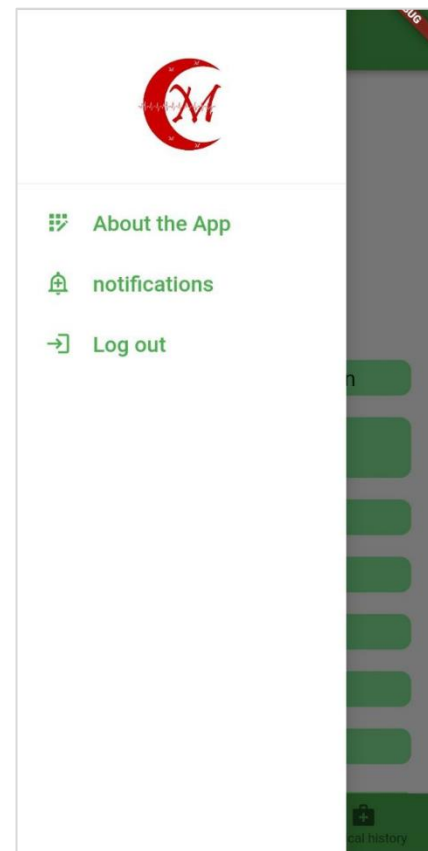 M
About the App
notifications
Log out
n
cal history